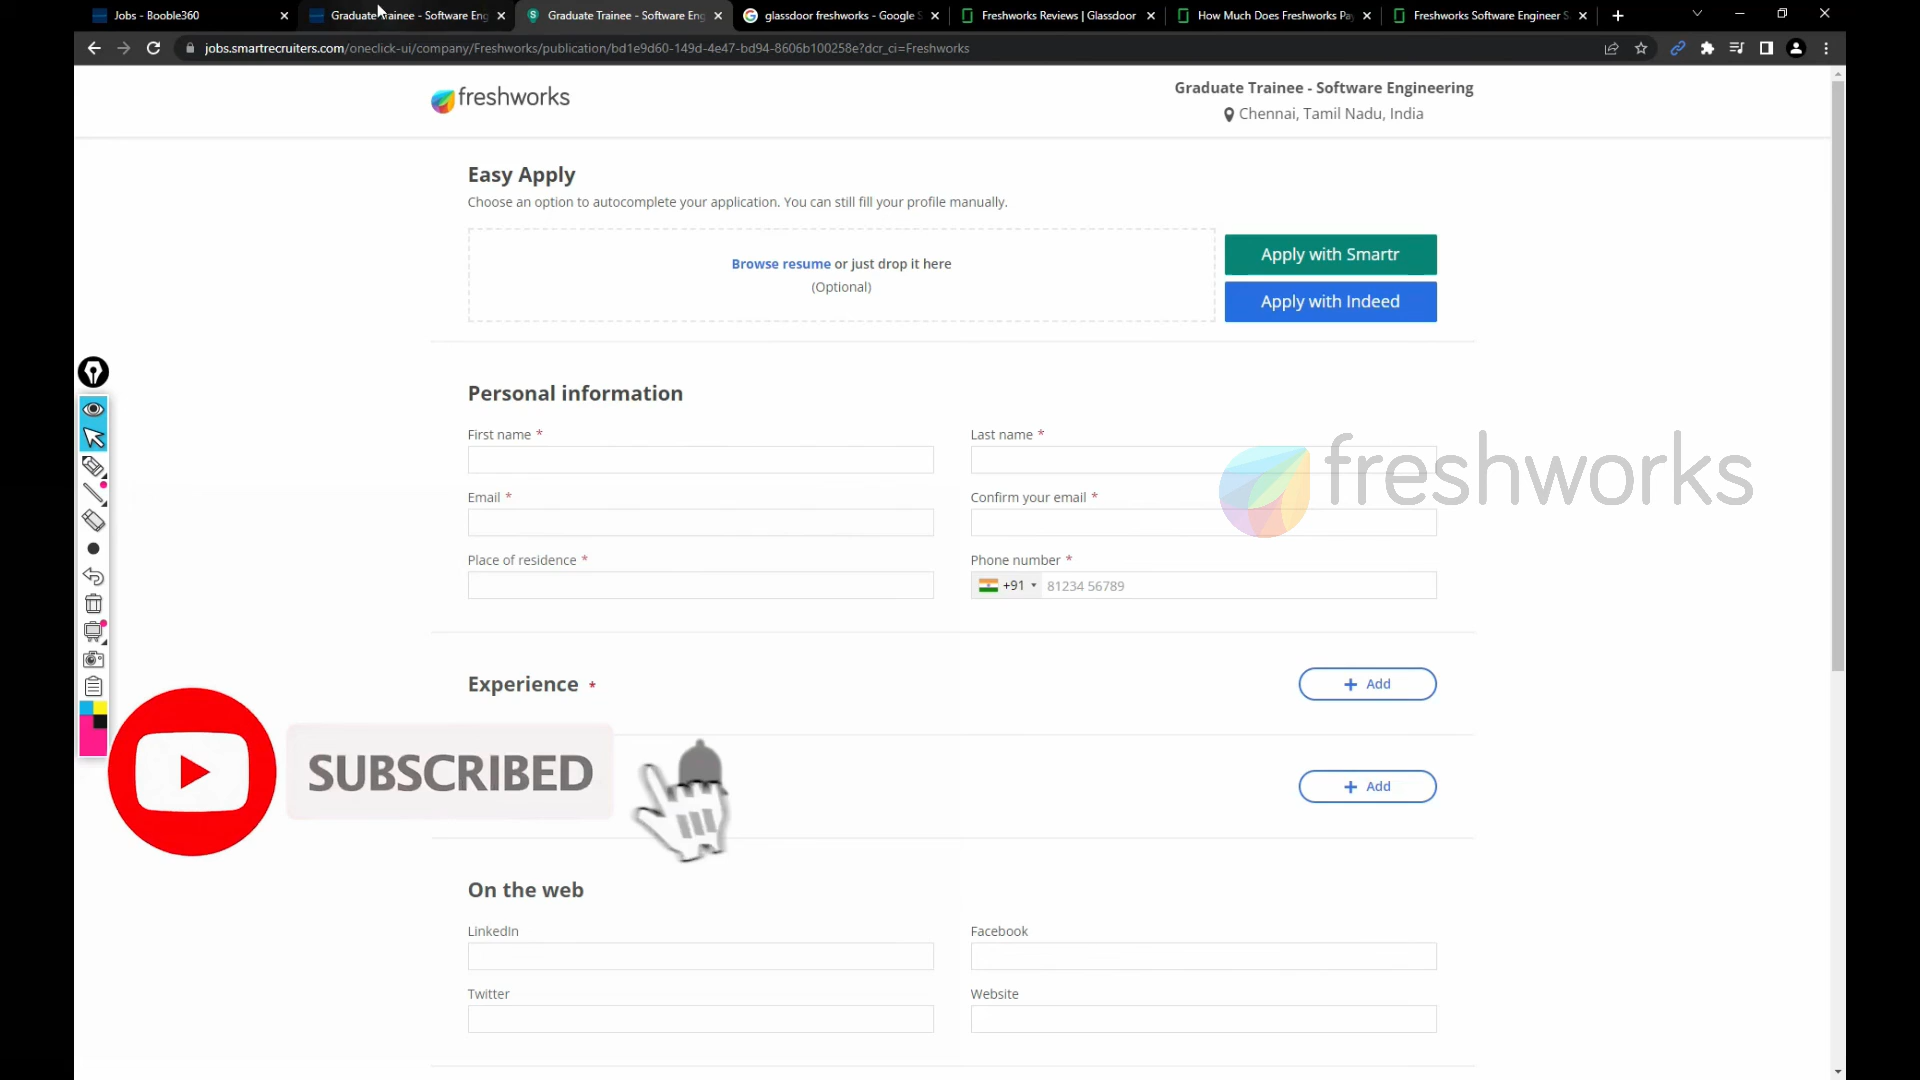 Jobs - Booble360
Graduate Trainee - Software Eng
Graduate Trainee - Software Eng
glassdoor freshworks - Google S
Freshworks Reviews | Glassdoor
How Much Does Freshworks Pa
Freshworks Software Engineer S
jobs.smartrecruiters.com/oneclick-ui/company/Freshworks/publication/bd1e9d60-149d-4e47-bd94-8606b100258e?dcr_ci=Freshworks
freshworks
Graduate Trainee - Software Engineering
Chennai, Tamil Nadu, India
Easy Apply
Choose an option to autocomplete your application. You can still fill your profile manually.
Browse resume or just drop it here
(Optional)
Apply with Smartr
Apply with Indeed
Personal information
First name *
Last name *
freshworks
Email *
Confirm your email *
Place of residence *
Phone number *
+91 81234 56789
Experience *
+ Add
SUBSCRIBED
+ Add
On the web
LinkedIn
Facebook
Twitter
Website